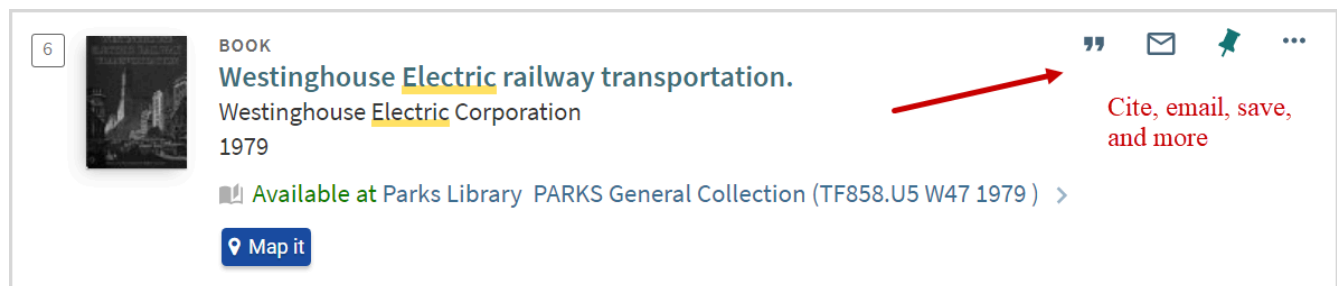 6
BOOK
Westinghouse Electric railway transportation.
Westinghouse Electric Corporation
1979
Available at Parks Library PARKS General Collection (TF858.U5 W47 1979 )
Map it
Cite, email, save,
and more